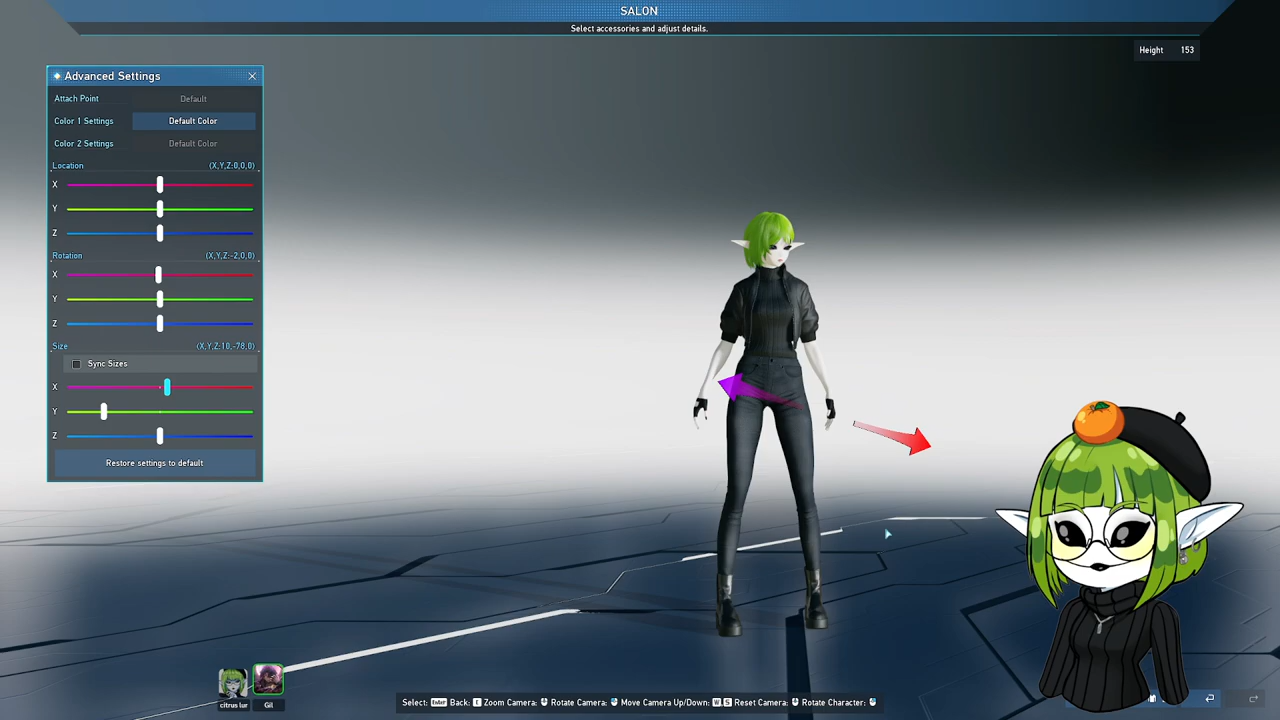 SALON
Select accessories and adjust details.
Height 153
Advanced Settings
Attach Point Default
Color 1 Settings Default Color
Color 2 Settings Default Color
Location (X,Y,Z:0,0,0)
X
Y
Z
Rotation (X,Y,Z:-2,0,0)
X
Y
Z
Size (X,Y,Z:10,-78,0)
Sync Sizes
X
Y
Z
Restore settings to default
citrus lur
Gil
Select: Enter Back: E Zoom Camera: Rotate Camera: Move Camera Up/Down: W, S Reset Camera: Rotate Character: